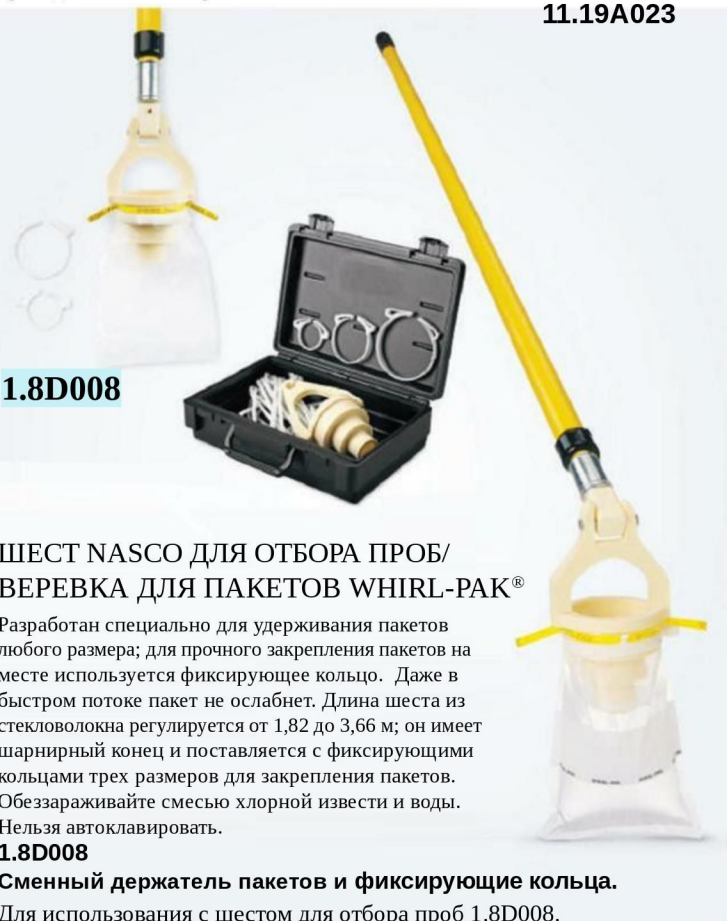 11.19A023
1.8D008
ШЕСТ NASCO ДЛЯ ОТБОРА ПРОБ/
ВЕРЕВКА ДЛЯ ПАКЕТОВ WHIRL-PAK®
Разработан специально для удерживания пакетов
любого размера; для прочного закрепления пакетов на
месте используется фиксирующее кольцо. Даже в
быстром потоке пакет не ослабнет. Длина шеста из
стекловолокна регулируется от 1,82 до 3,66 м; он имеет
шарнирный конец и поставляется с фиксирующими
кольцами трех размеров для закрепления пакетов.
Обеззараживайте смесью хлорной извести и воды.
Нельзя автоклавировать.
1.8D008
Сменный держатель пакетов и фиксирующие кольца.
Для использования с шестом для отбора проб 1.8D008.